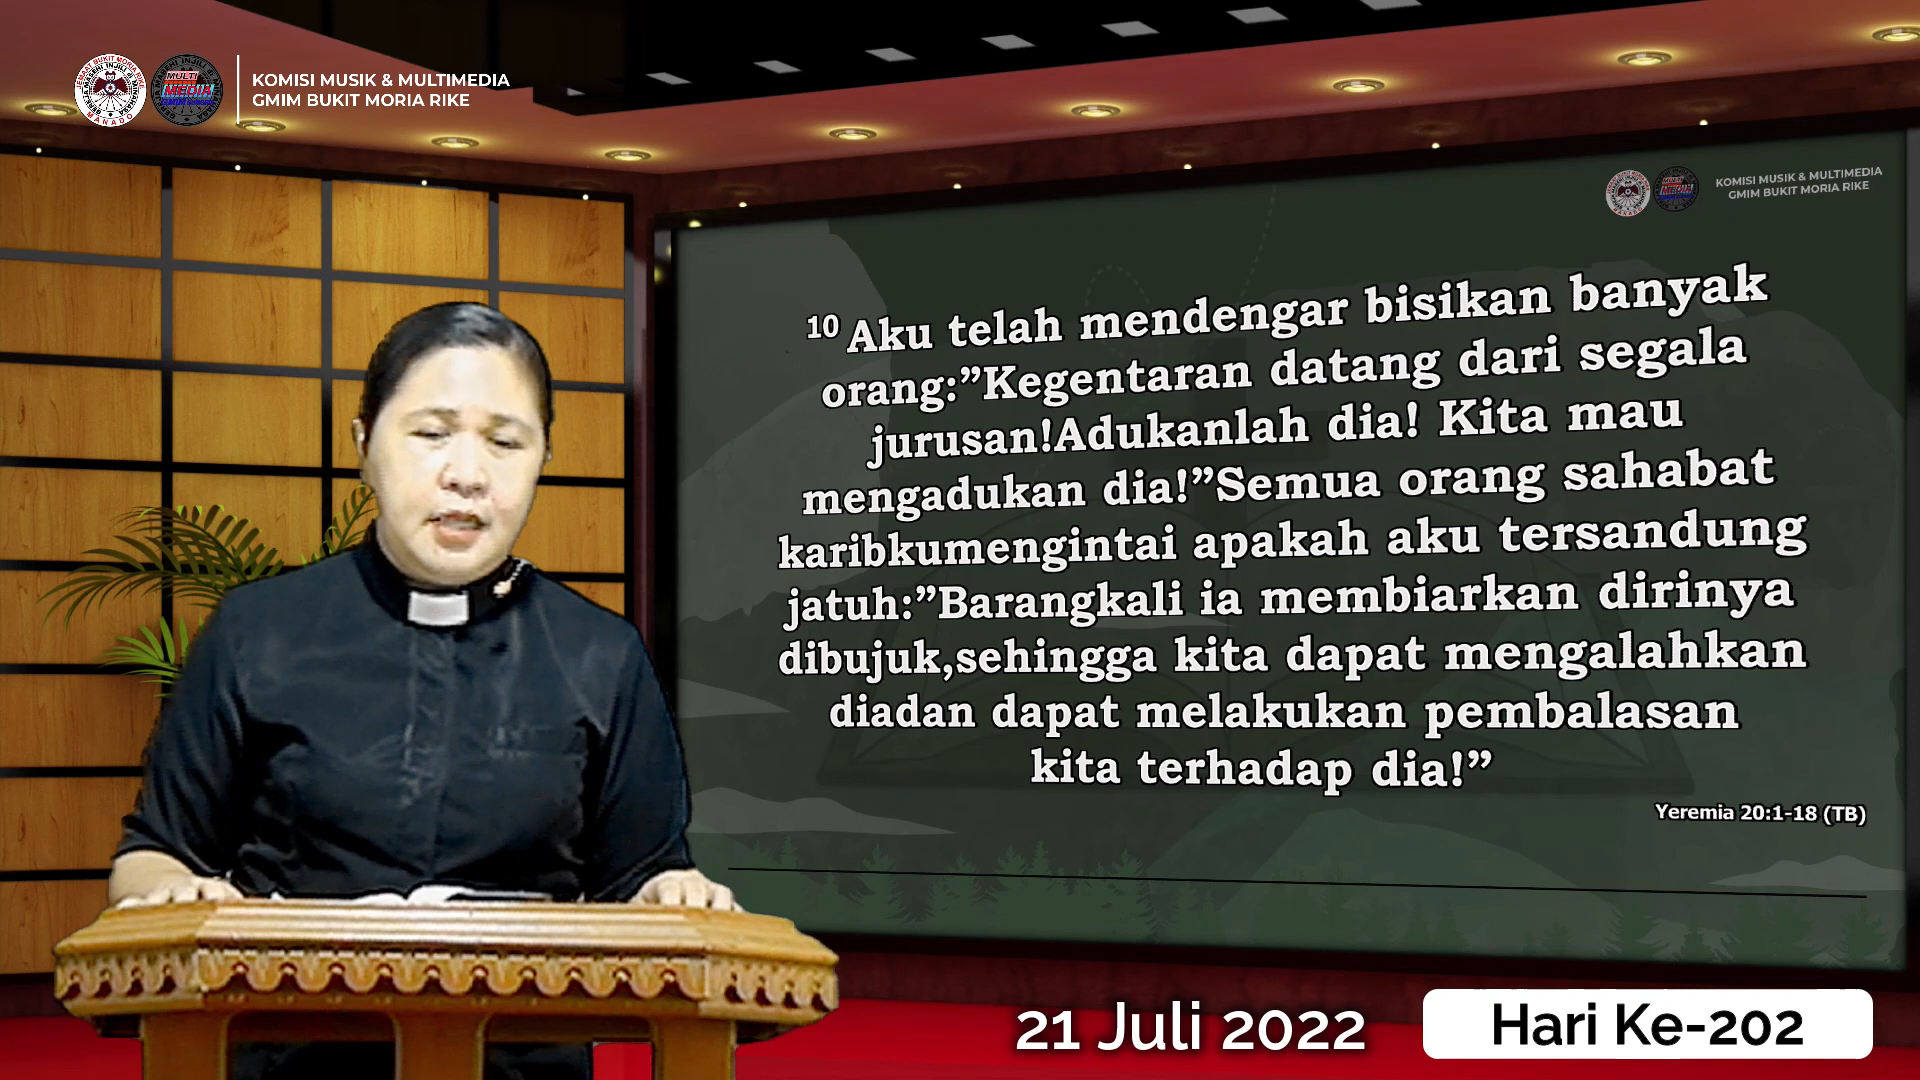 KOMISI MUSIK & MULTIMEDIA
GMIM BUKIT MORIA RIKE
MULTI
MEDIA
MANADO
KOMISI MUSIK & MULTIMEDIA
GMIM BUKIT MORIA RIKE
10 Aku telah mendengar bisikan banyak
orang:”Kegentaran datang dari segala
jurusan!Adukanlah dia! Kita mau
mengadukan dia!”Semua orang sahabat
karibkumengintai apakah aku tersandung
jatuh:”Barangkali ia membiarkan dirinya
dibujuk,sehingga kita dapat mengalahkan
diadan dapat melakukan pembalasan
kita terhadap dia!”
Yeremia 20:1-18 (TB)
21 Juli 2022
Hari Ke-202